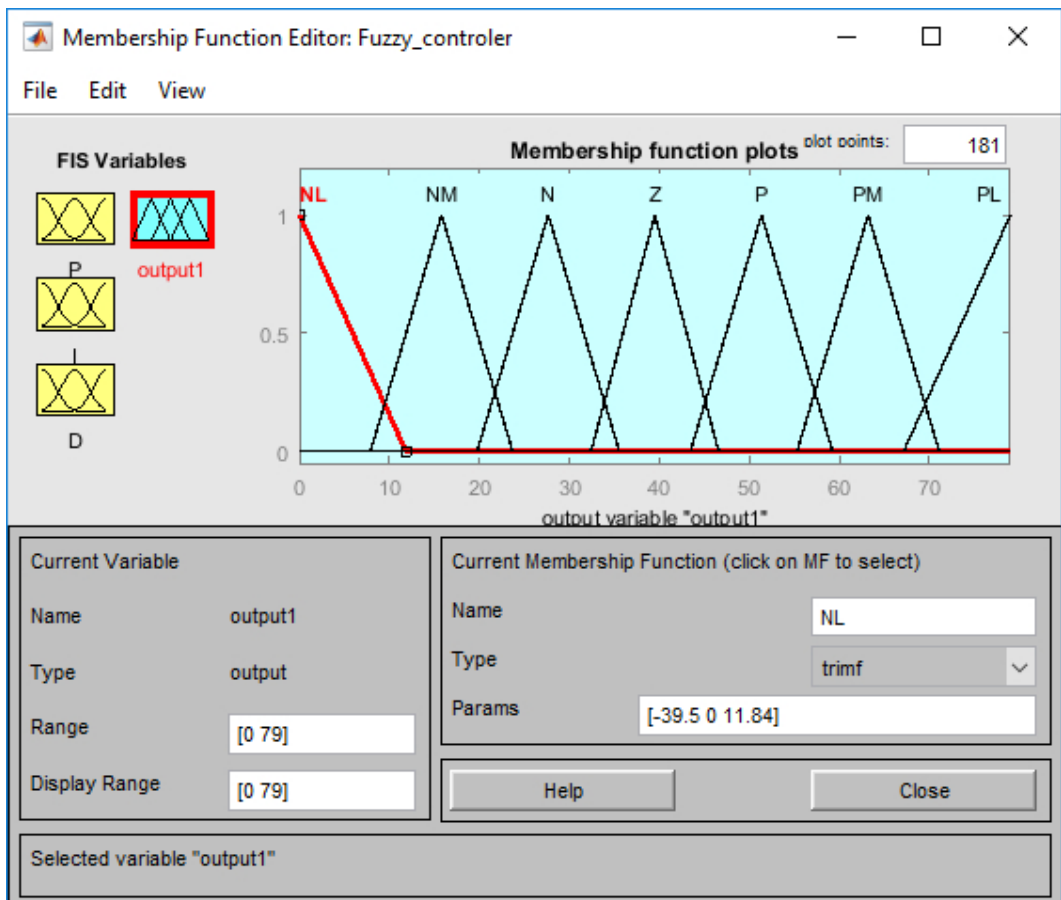 Membership Function Editor: Fuzzy_controler
File Edit View
FIS Variables
P
I
D
output1
Membership function plots
plot points:
181
NL NM N Z P PM PL
1
0.5
0
0 10 20 30 40 50 60 70
output variable "output1"
Current Variable
Name output1
Type output
Range [0 79]
Display Range [0 79]
Current Membership Function (click on MF to select)
Name NL
Type trimf
Params [-39.5 0 11.84]
Help Close
Selected variable "output1"